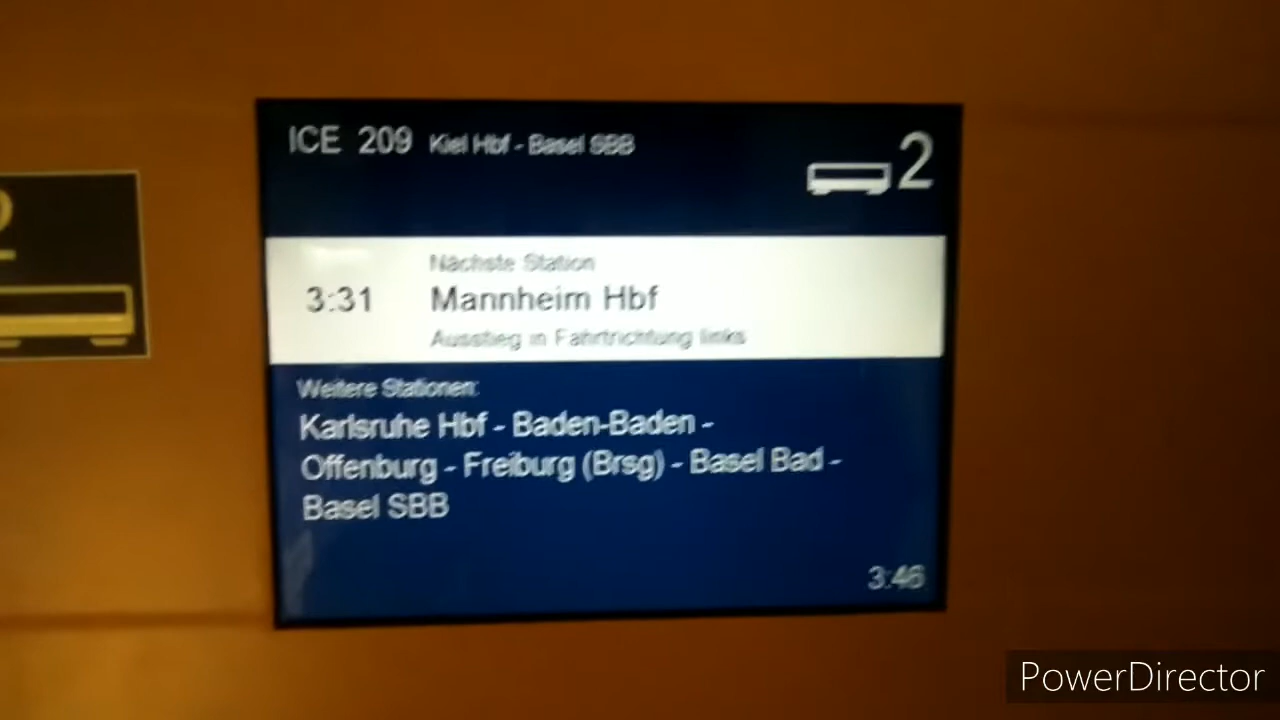 ICE 209 Kiel Hbf - Basel SBB
2
Nächste Station
3:31 Mannheim Hbf
Ausstieg in Fahrtrichtung links
Weitere Stationen:
Karlsruhe Hbf - Baden-Baden -
Offenburg - Freiburg (Brsg) - Basel Bad -
Basel SBB
3:46
PowerDirector